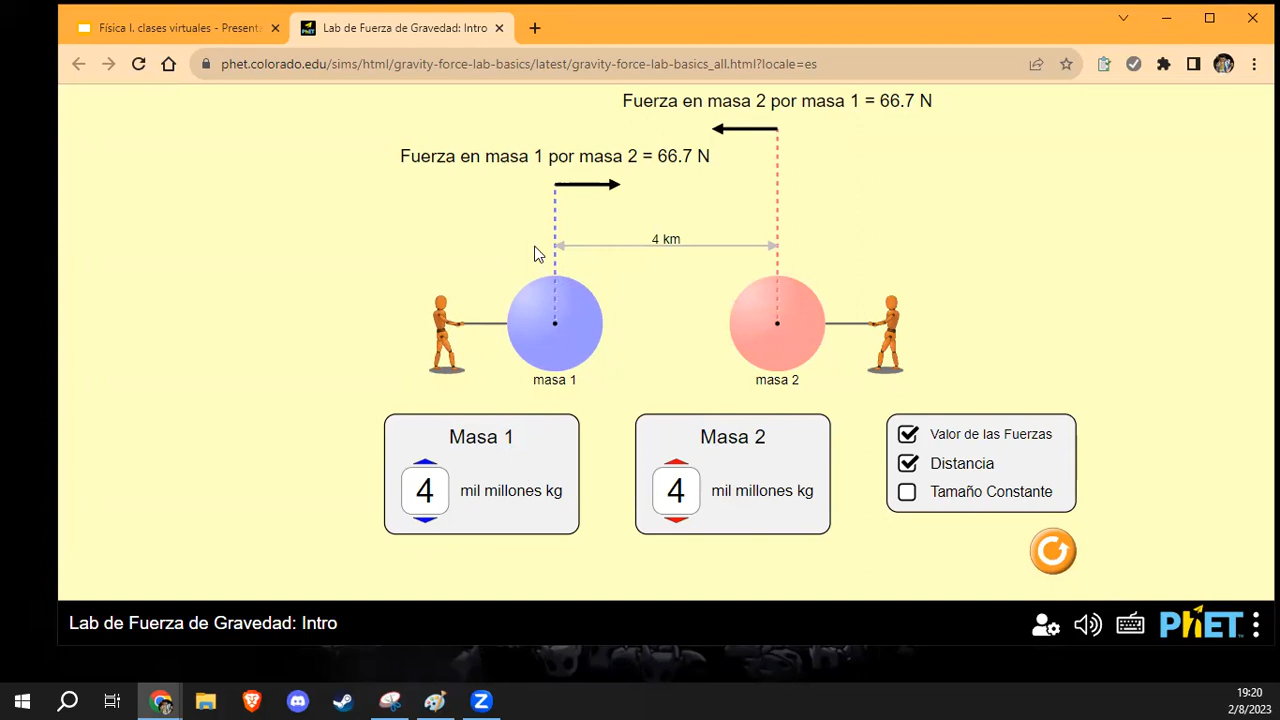 Física I. clases virtuales - Present
Lab de Fuerza de Gravedad: Intro
phet.colorado.edu/sims/html/gravity-force-lab-basics/latest/gravity-force-lab-basics_all.html?locale=es
Fuerza en masa 2 por masa 1 = 66.7 N
Fuerza en masa 1 por masa 2 = 66.7 N
4 km
masa 1
masa 2
Masa 1
4 mil millones kg
Masa 2
4 mil millones kg
Valor de las Fuerzas
Distancia
Tamaño Constante
Lab de Fuerza de Gravedad: Intro
PhET
19:20
2/8/2023